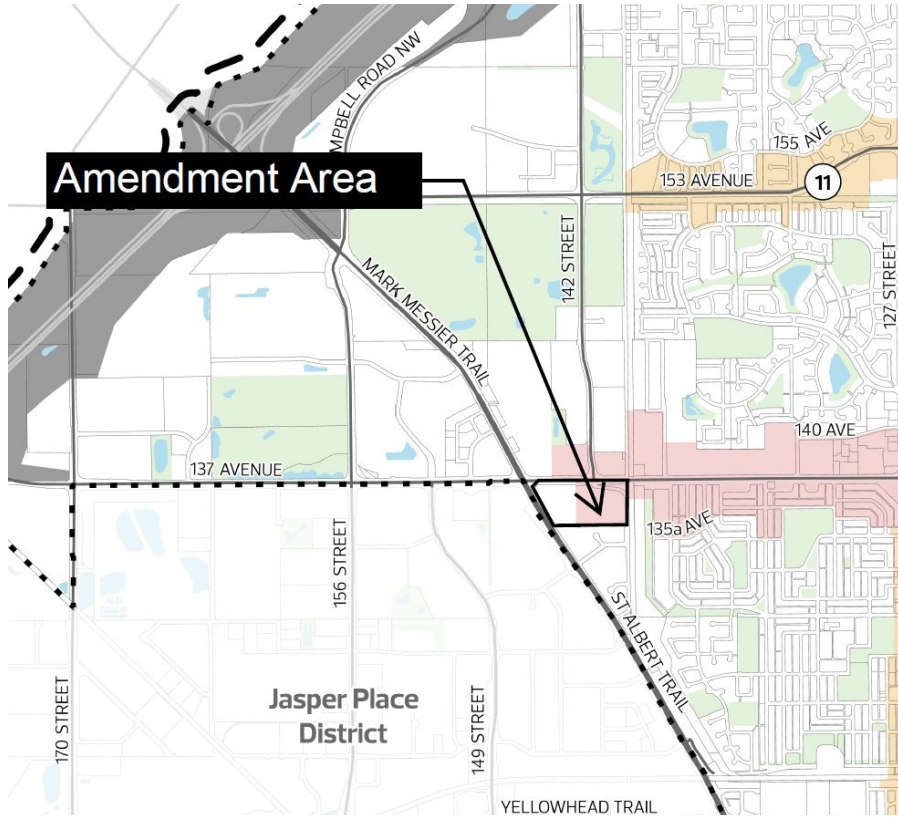 MPBELL ROAD NW
Amendment Area
155 AVE
153 AVENUE
11
142 STREET
127 STREET
MARK MESSIER TRAIL
140 AVE
137 AVENUE
135a AVE
156 STREET
ST ALBERT TRAIL
170 STREET
149 STREET
Jasper Place
District
YELLOWHEAD TRAIL